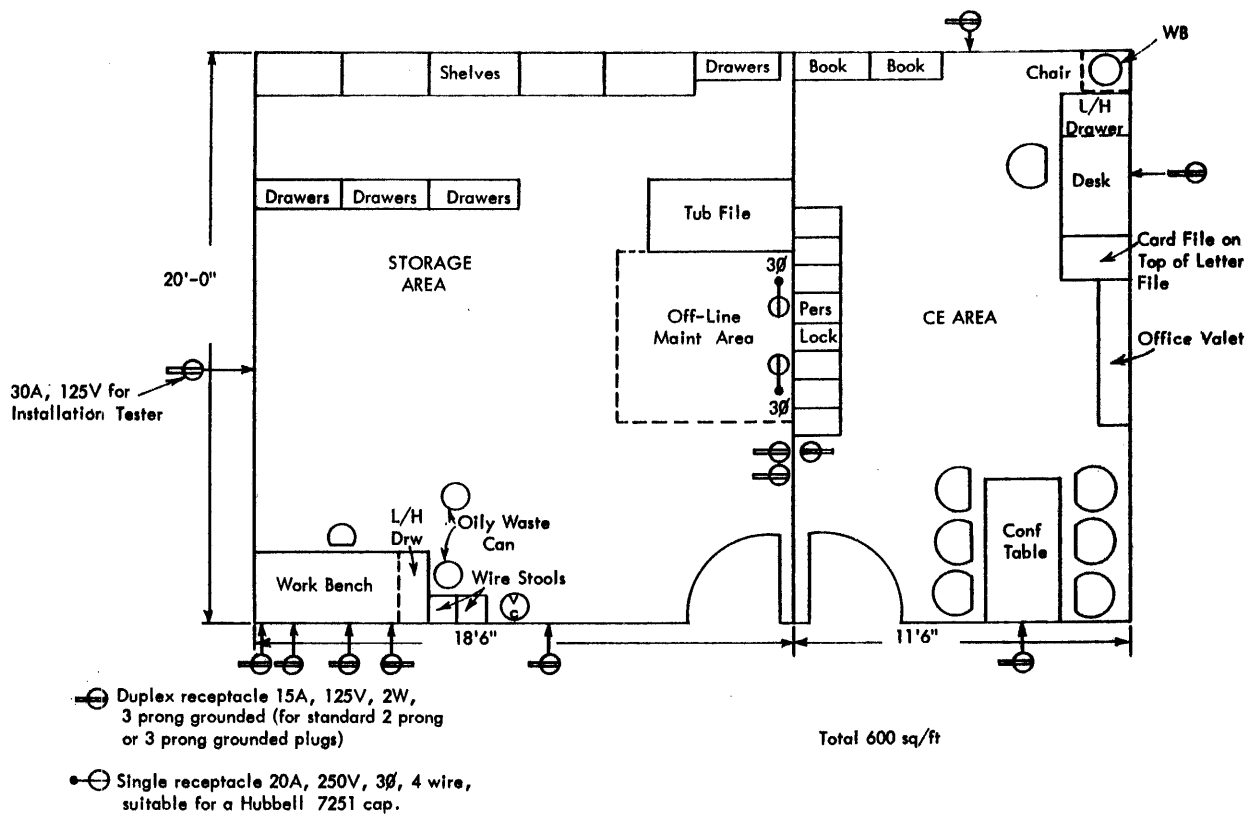 WB
Shelves
Drawers
Book
Book
Chair
L/H
Drawer
Desk
Drawers
Drawers
Drawers
Tub File
Card File on
Top of Letter
File
STORAGE
AREA
20'-0"
3Ø
Off-Line
Maint Area
Pers
Lock
3Ø
CE AREA
Office Valet
30A, 125V for
Installation Tester
L/H
Drw
Oily Waste
Can
Conf
Table
Work Bench
Wire Stools
V
C
18'6"
11'6"
Duplex receptacle 15A, 125V, 2W,
3 prong grounded (for standard 2 prong
or 3 prong grounded plugs)
Total 600 sq/ft
Single receptacle 20A, 250V, 3Ø, 4 wire,
suitable for a Hubbell 7251 cap.